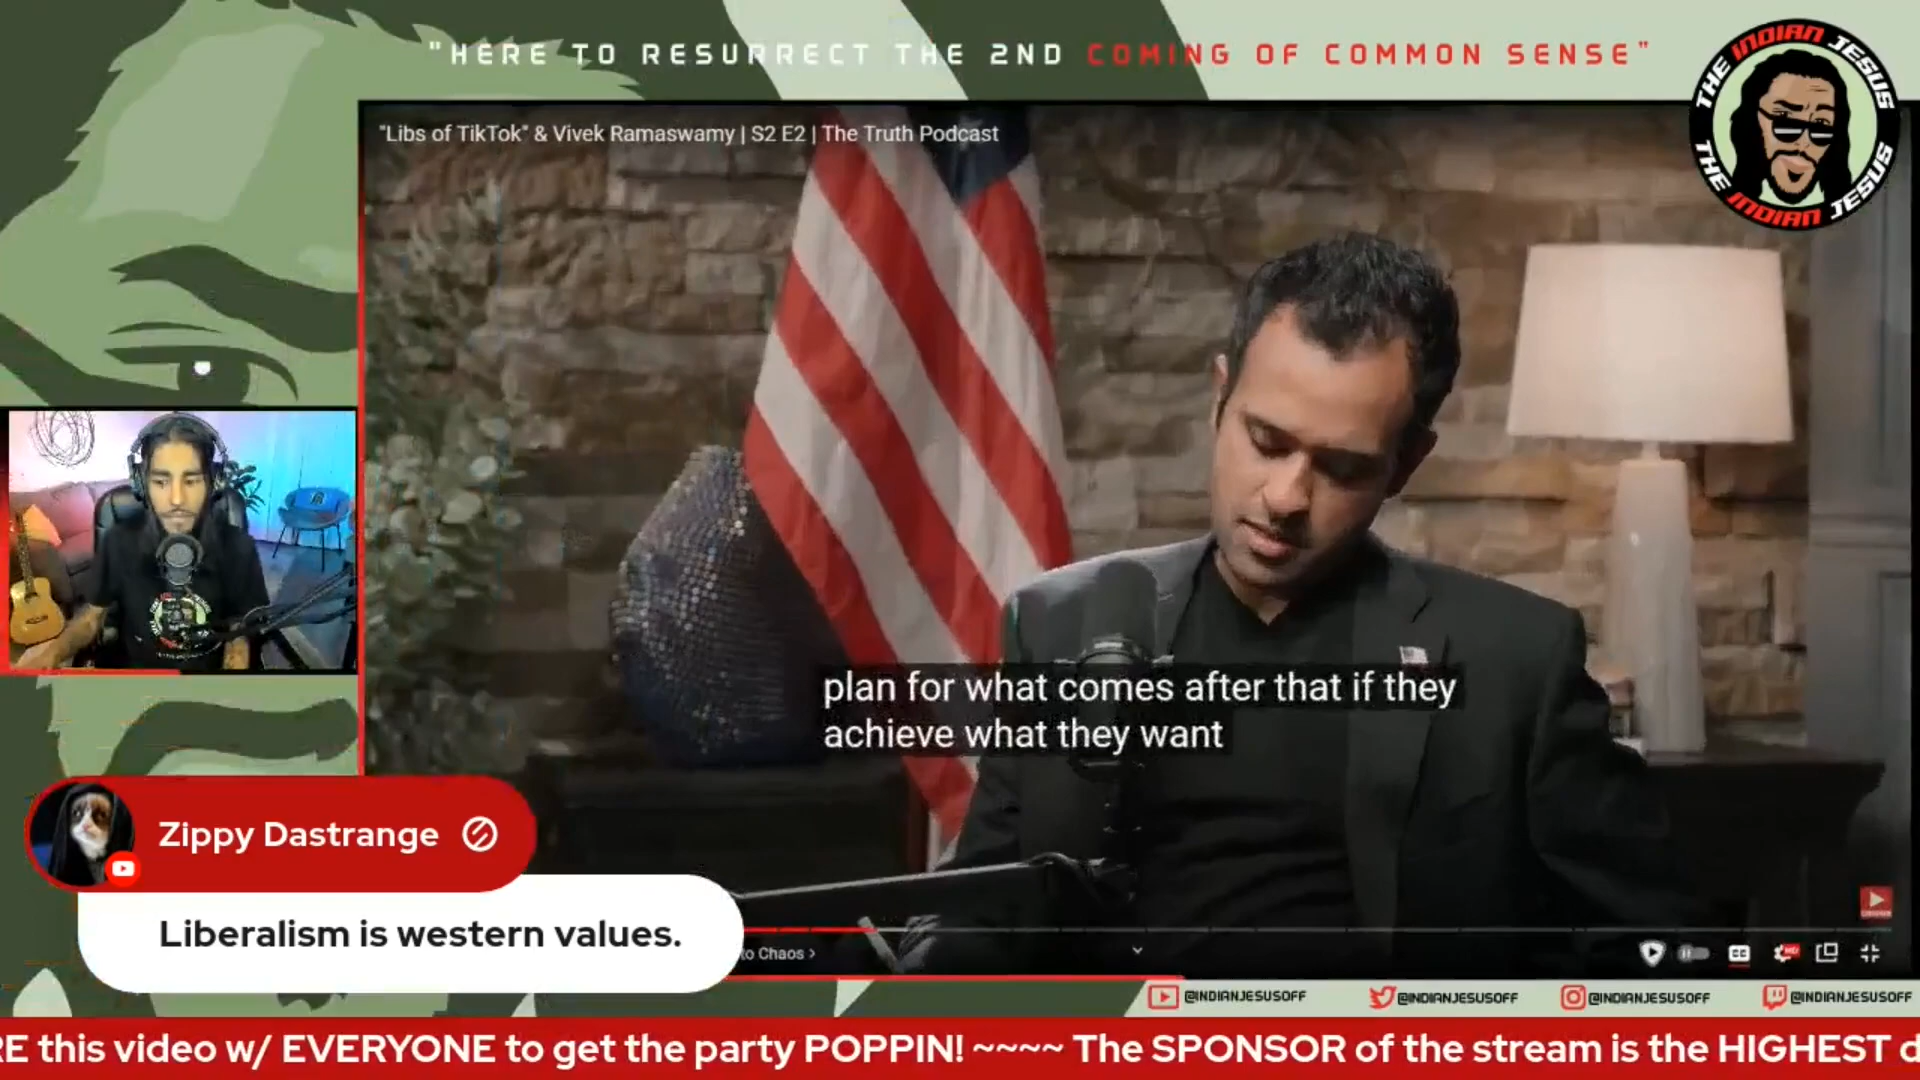 "HERE TO RESURRECT THE 2ND COMING OF COMMON SENSE"
THE INDIAN JESUS
THE INDIAN JESUS
"Libs of TikTok" & Vivek Ramaswamy | S2 E2 | The Truth Podcast
plan for what comes after that if they
achieve what they want
Zippy Dastrange
Liberalism is western values.
to Chaos >
CC
HD
@INDIANJESUSOFF @INDIANJESUSOFF @INDIANJESUSOFF @INDIANJESUSOFF
RE this video w/ EVERYONE to get the party POPPIN! ~~~~ The SPONSOR of the stream is the HIGHEST d